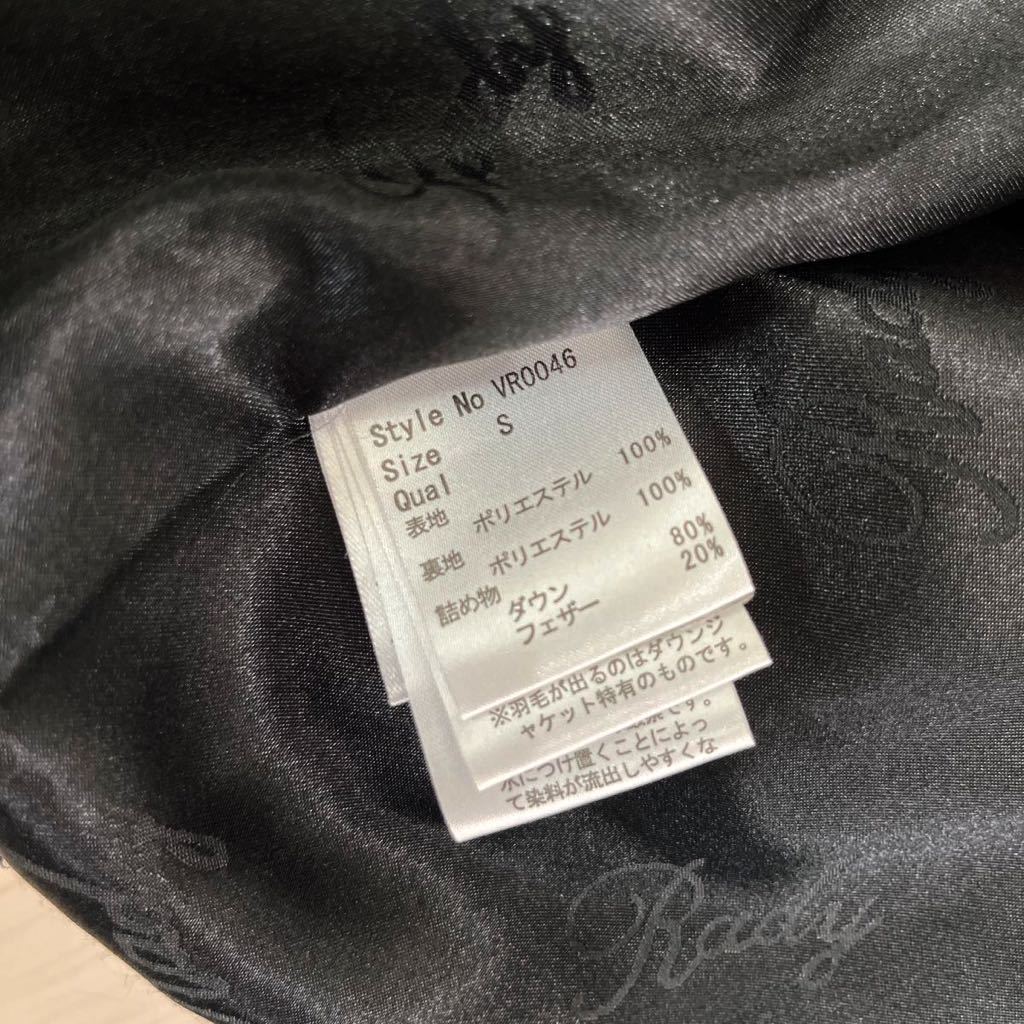 Style No VR0046
Size S
Qual
表地 ポリエステル 100%
裏地 ポリエステル 100%
詰め物 ダウン 80%
フェザー 20%
※羽毛が出るのはダウンジ
ャケット特有のものです。
です。
水につけ置くことによっ
て染料が流出しやすくな
Rady